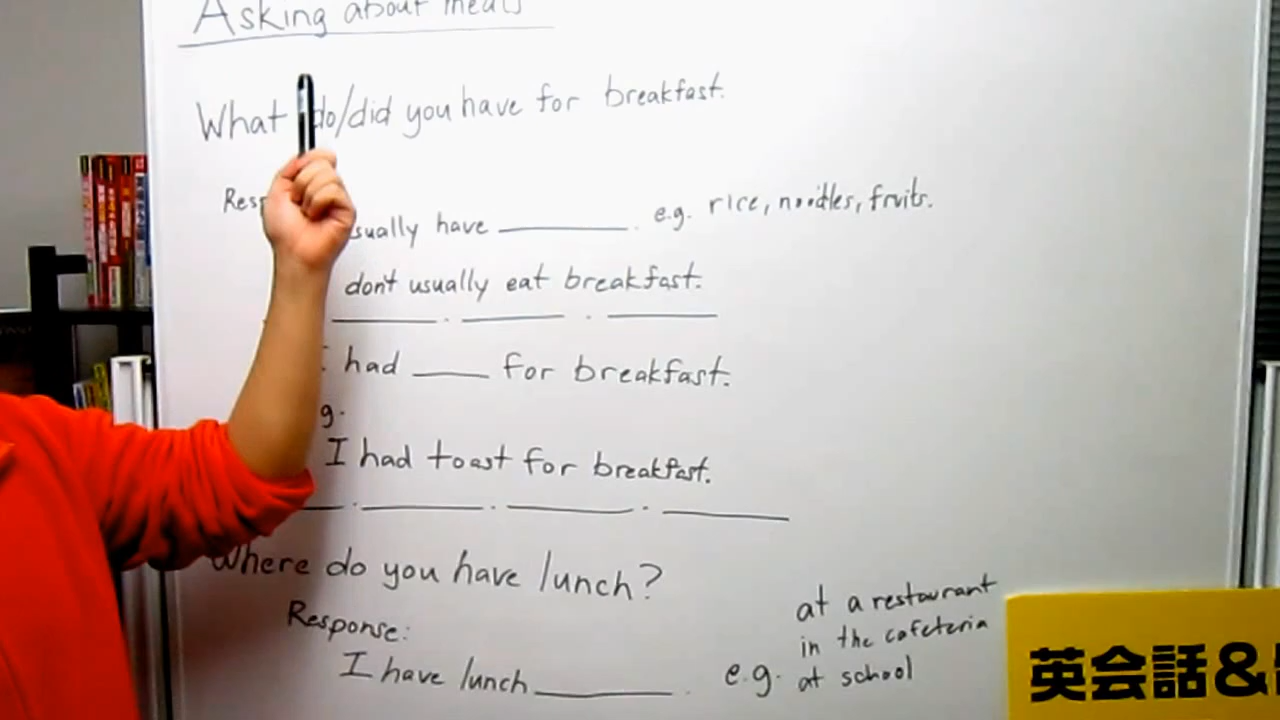 Asking about meals
What do/did you have for breakfast.
Resp
sually have ______. e.g. rice, noodles, fruits.
don't usually eat breakfast.
I had ____ for breakfast.
g.
I had toast for breakfast.
Where do you have lunch?
Response:
I have lunch ______. e.g. at a restaurant
in the cafeteria
at school
英会話&